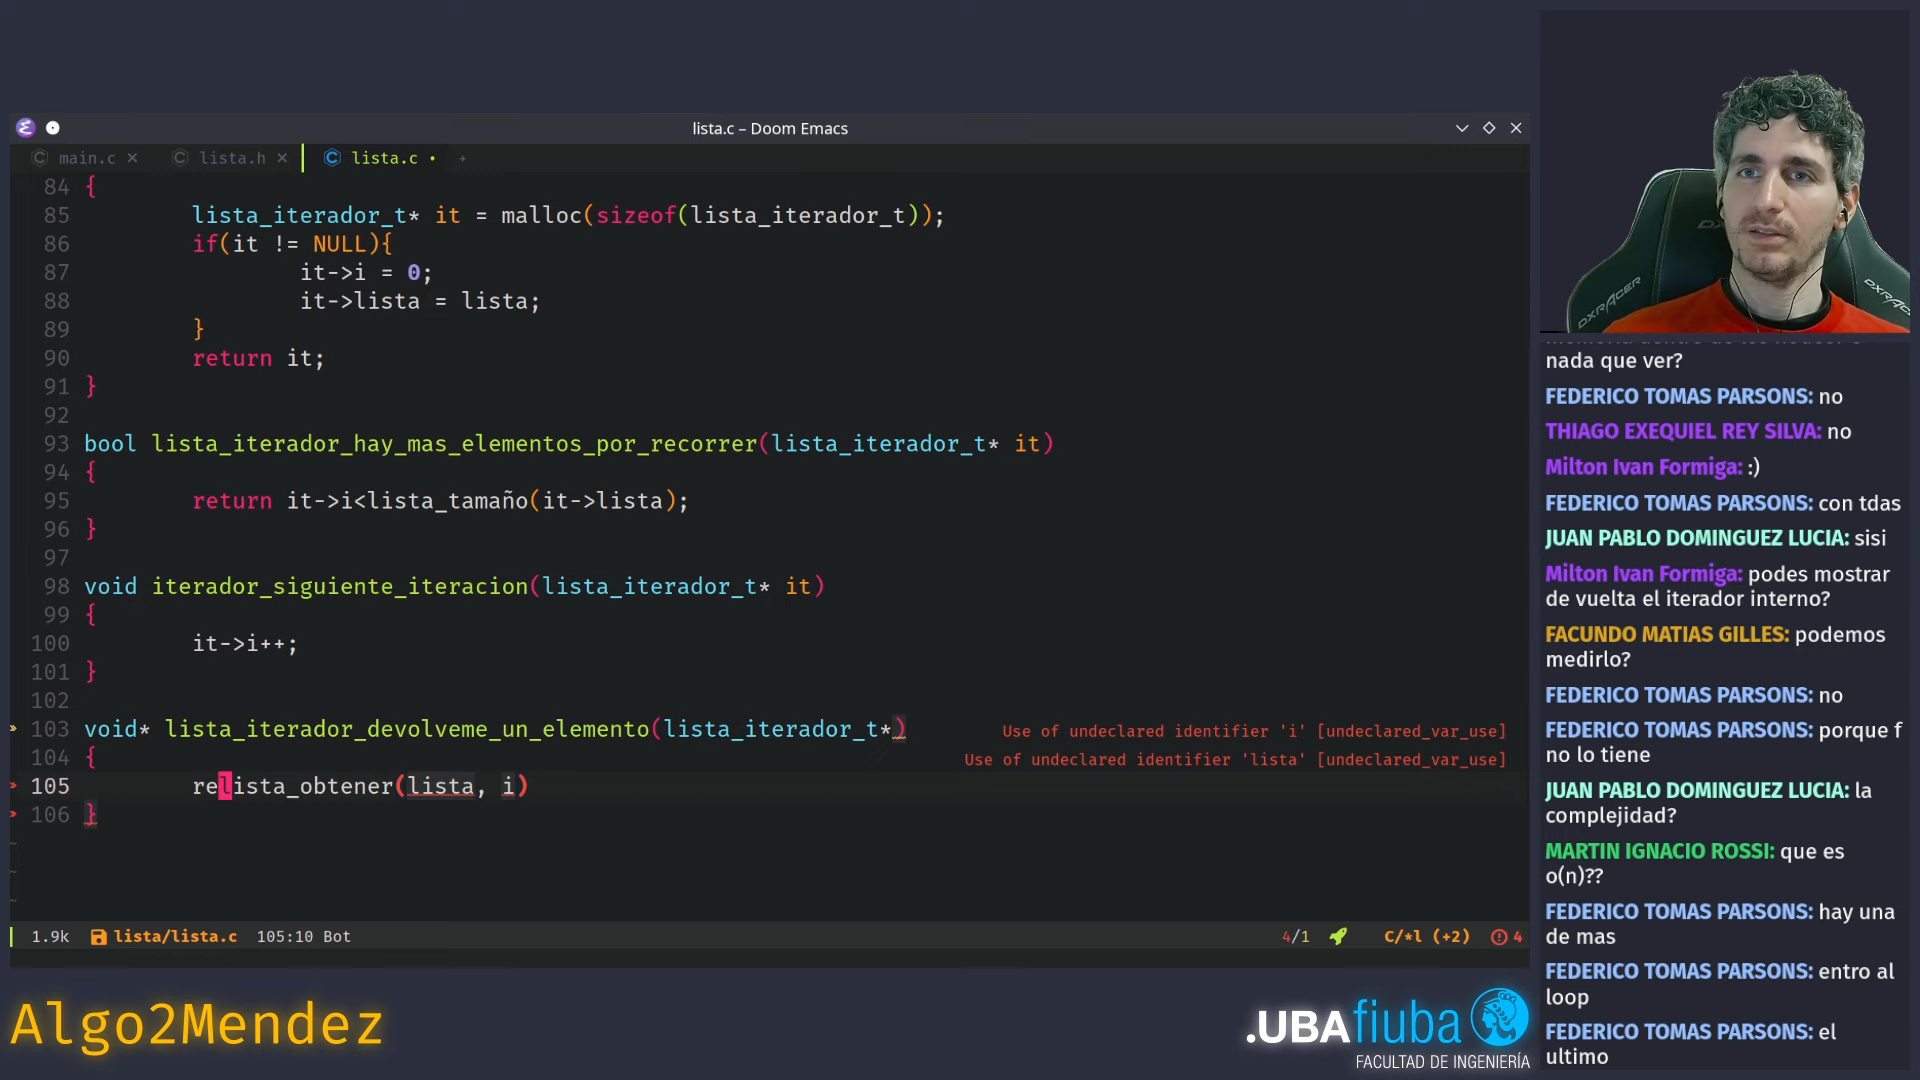 lista.c – Doom Emacs
main.c × lista.h × lista.c • +
84 {
85 lista_iterador_t* it = malloc(sizeof(lista_iterador_t));
86 if(it != NULL){
87 it->i = 0;
88 it->lista = lista;
89 }
90 return it;
91 }
92
93 bool lista_iterador_hay_mas_elementos_por_recorrer(lista_iterador_t* it)
94 {
95 return it->i<lista_tamaño(it->lista);
96 }
97
98 void iterador_siguiente_iteracion(lista_iterador_t* it)
99 {
100 it->i++;
101 }
102
103 void* lista_iterador_devolveme_un_elemento(lista_iterador_t*) Use of undeclared identifier 'i' [undeclared_var_use]
104 { Use of undeclared identifier 'lista' [undeclared_var_use]
105 relista_obtener(lista, i)
106 }
1.9k lista/lista.c 105:10 Bot 4/1 C/*l (+2) 4
Algo2Mendez
.UBAfiuba
FACULTAD DE INGENIERÍA
DXRACER
nada que ver?
FEDERICO TOMAS PARSONS: no
THIAGO EXEQUIEL REY SILVA: no
Milton Ivan Formiga: :)
FEDERICO TOMAS PARSONS: con tdas
JUAN PABLO DOMINGUEZ LUCIA: sisi
Milton Ivan Formiga: podes mostrar
de vuelta el iterador interno?
FACUNDO MATIAS GILLES: podemos
medirlo?
FEDERICO TOMAS PARSONS: no
FEDERICO TOMAS PARSONS: porque f
no lo tiene
JUAN PABLO DOMINGUEZ LUCIA: la
complejidad?
MARTIN IGNACIO ROSSI: que es
o(n)??
FEDERICO TOMAS PARSONS: hay una
de mas
FEDERICO TOMAS PARSONS: entro al
loop
FEDERICO TOMAS PARSONS: el
ultimo